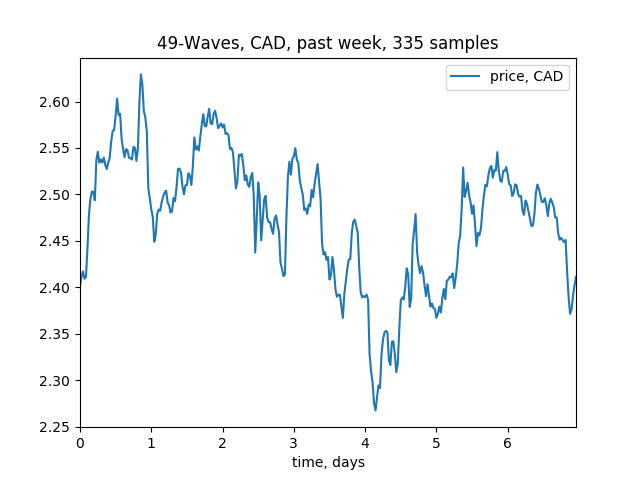 49-Waves, CAD, past week, 335 samples
price, CAD
2.60
2.55
2.50
2.45
2.40
2.35
2.30
2.25
0 1 2 3 4 5 6
time, days